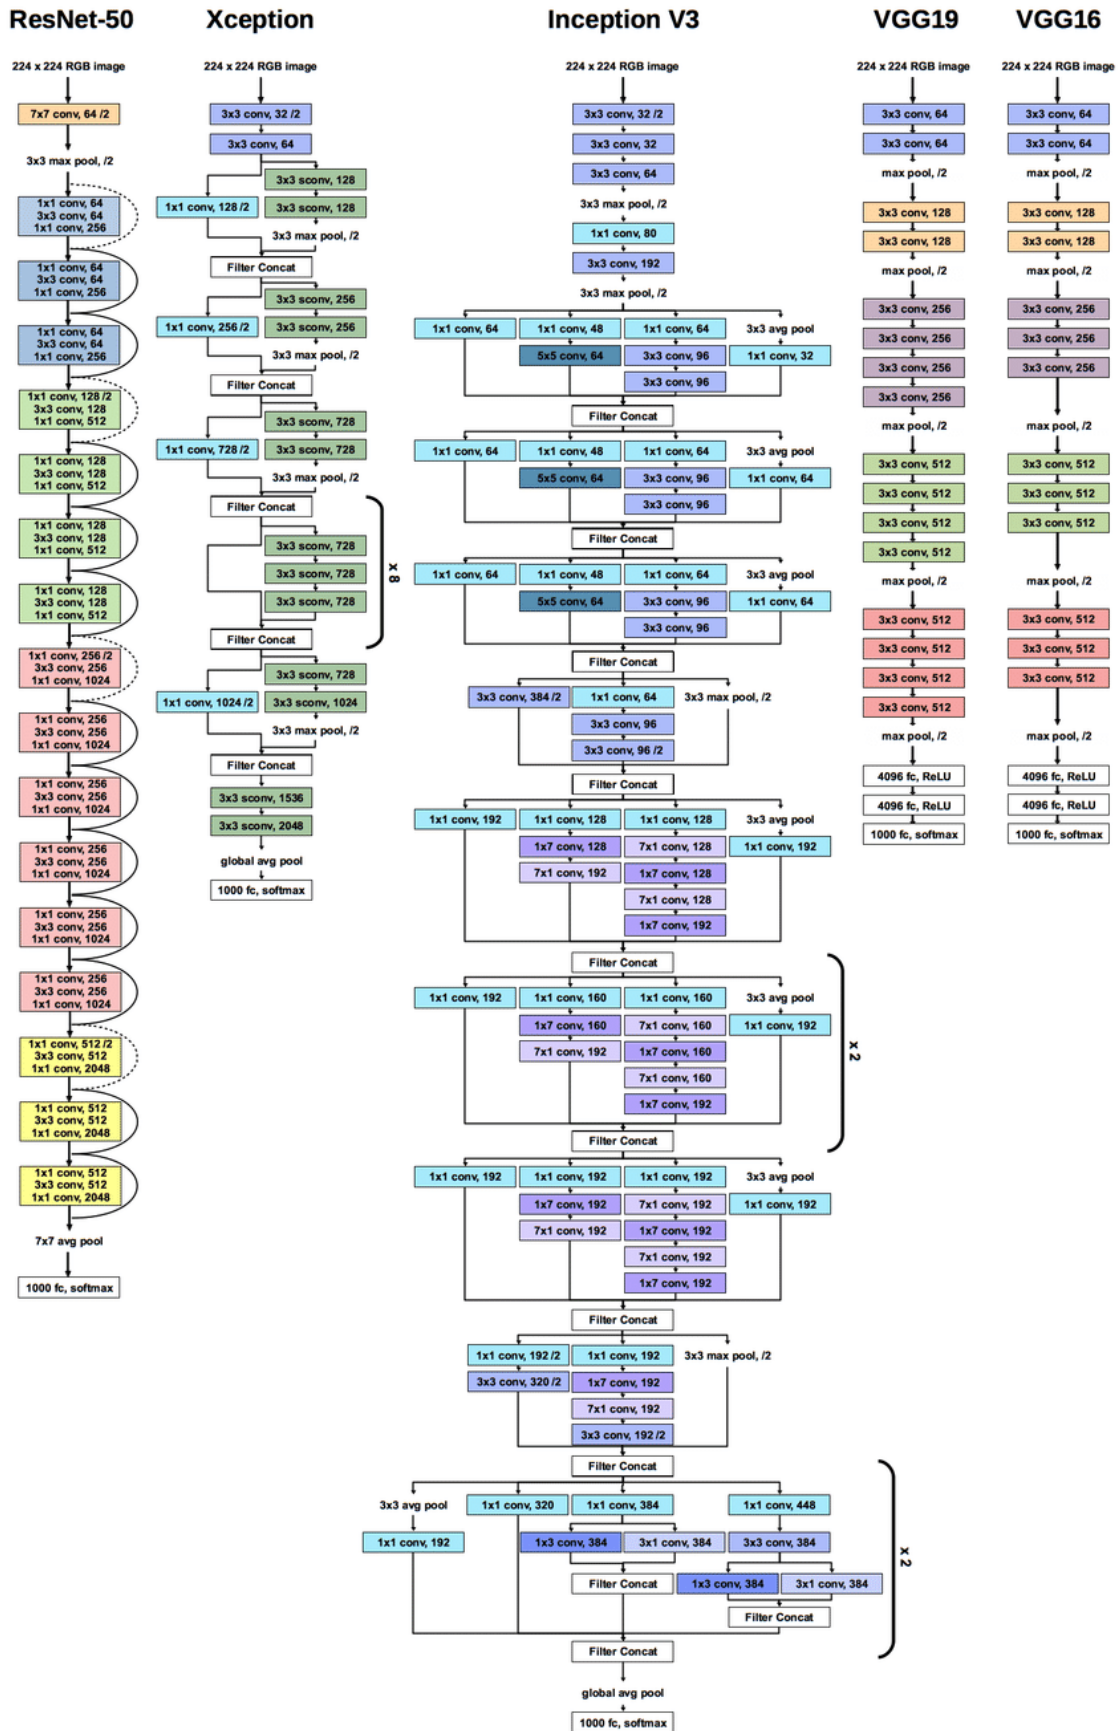 ResNet-50
224 x 224 RGB image
7x7 conv, 64 /2
3x3 max pool, /2
1x1 conv, 64
3x3 conv, 64
1x1 conv, 256
1x1 conv, 64
3x3 conv, 64
1x1 conv, 256
1x1 conv, 64
3x3 conv, 64
1x1 conv, 256
1x1 conv, 128 /2
3x3 conv, 128
1x1 conv, 512
1x1 conv, 128
3x3 conv, 128
1x1 conv, 512
1x1 conv, 128
3x3 conv, 128
1x1 conv, 512
1x1 conv, 128
3x3 conv, 128
1x1 conv, 512
1x1 conv, 256 /2
3x3 conv, 256
1x1 conv, 1024
1x1 conv, 256
3x3 conv, 256
1x1 conv, 1024
1x1 conv, 256
3x3 conv, 256
1x1 conv, 1024
1x1 conv, 256
3x3 conv, 256
1x1 conv, 1024
1x1 conv, 256
3x3 conv, 256
1x1 conv, 1024
1x1 conv, 256
3x3 conv, 256
1x1 conv, 1024
1x1 conv, 512 /2
3x3 conv, 512
1x1 conv, 2048
1x1 conv, 512
3x3 conv, 512
1x1 conv, 2048
1x1 conv, 512
3x3 conv, 512
1x1 conv, 2048
7x7 avg pool
1000 fc, softmax
Xception
224 x 224 RGB image
3x3 conv, 32 /2
3x3 conv, 64
3x3 sconv, 128
1x1 conv, 128 /2
3x3 sconv, 128
3x3 max pool, /2
Filter Concat
3x3 sconv, 256
1x1 conv, 256 /2
3x3 sconv, 256
3x3 max pool, /2
Filter Concat
3x3 sconv, 728
1x1 conv, 728 /2
3x3 sconv, 728
3x3 max pool, /2
Filter Concat
3x3 sconv, 728
3x3 sconv, 728
3x3 sconv, 728
x 8
Filter Concat
3x3 sconv, 728
1x1 conv, 1024 /2
3x3 sconv, 1024
3x3 max pool, /2
Filter Concat
3x3 sconv, 1536
3x3 sconv, 2048
global avg pool
1000 fc, softmax
Inception V3
224 x 224 RGB image
3x3 conv, 32 /2
3x3 conv, 32
3x3 conv, 64
3x3 max pool, /2
1x1 conv, 80
3x3 conv, 192
3x3 max pool, /2
1x1 conv, 64
1x1 conv, 48
1x1 conv, 64
3x3 avg pool
5x5 conv, 64
3x3 conv, 96
1x1 conv, 32
3x3 conv, 96
Filter Concat
1x1 conv, 64
1x1 conv, 48
1x1 conv, 64
3x3 avg pool
5x5 conv, 64
3x3 conv, 96
1x1 conv, 64
3x3 conv, 96
Filter Concat
1x1 conv, 64
1x1 conv, 48
1x1 conv, 64
3x3 avg pool
5x5 conv, 64
3x3 conv, 96
1x1 conv, 64
3x3 conv, 96
Filter Concat
3x3 conv, 384 /2
1x1 conv, 64
3x3 max pool, /2
3x3 conv, 96
3x3 conv, 96 /2
Filter Concat
1x1 conv, 192
1x1 conv, 128
1x1 conv, 128
3x3 avg pool
1x7 conv, 128
7x1 conv, 128
1x1 conv, 192
7x1 conv, 192
1x7 conv, 128
7x1 conv, 128
1x7 conv, 192
Filter Concat
1x1 conv, 192
1x1 conv, 160
1x1 conv, 160
3x3 avg pool
1x7 conv, 160
7x1 conv, 160
1x1 conv, 192
7x1 conv, 192
1x7 conv, 160
7x1 conv, 160
1x7 conv, 192
x 2
Filter Concat
1x1 conv, 192
1x1 conv, 192
1x1 conv, 192
3x3 avg pool
1x7 conv, 192
7x1 conv, 192
1x1 conv, 192
7x1 conv, 192
1x7 conv, 192
7x1 conv, 192
1x7 conv, 192
Filter Concat
1x1 conv, 192 /2
1x1 conv, 192
3x3 max pool, /2
3x3 conv, 320 /2
1x7 conv, 192
7x1 conv, 192
3x3 conv, 192 /2
Filter Concat
3x3 avg pool
1x1 conv, 320
1x1 conv, 384
1x1 conv, 448
1x1 conv, 192
1x3 conv, 384
3x1 conv, 384
3x3 conv, 384
Filter Concat
1x3 conv, 384
3x1 conv, 384
Filter Concat
x 2
Filter Concat
global avg pool
1000 fc, softmax
VGG19
224 x 224 RGB image
3x3 conv, 64
3x3 conv, 64
max pool, /2
3x3 conv, 128
3x3 conv, 128
max pool, /2
3x3 conv, 256
3x3 conv, 256
3x3 conv, 256
3x3 conv, 256
max pool, /2
3x3 conv, 512
3x3 conv, 512
3x3 conv, 512
3x3 conv, 512
max pool, /2
3x3 conv, 512
3x3 conv, 512
3x3 conv, 512
3x3 conv, 512
max pool, /2
4096 fc, ReLU
4096 fc, ReLU
1000 fc, softmax
VGG16
224 x 224 RGB image
3x3 conv, 64
3x3 conv, 64
max pool, /2
3x3 conv, 128
3x3 conv, 128
max pool, /2
3x3 conv, 256
3x3 conv, 256
3x3 conv, 256
max pool, /2
3x3 conv, 512
3x3 conv, 512
3x3 conv, 512
max pool, /2
3x3 conv, 512
3x3 conv, 512
3x3 conv, 512
max pool, /2
4096 fc, ReLU
4096 fc, ReLU
1000 fc, softmax